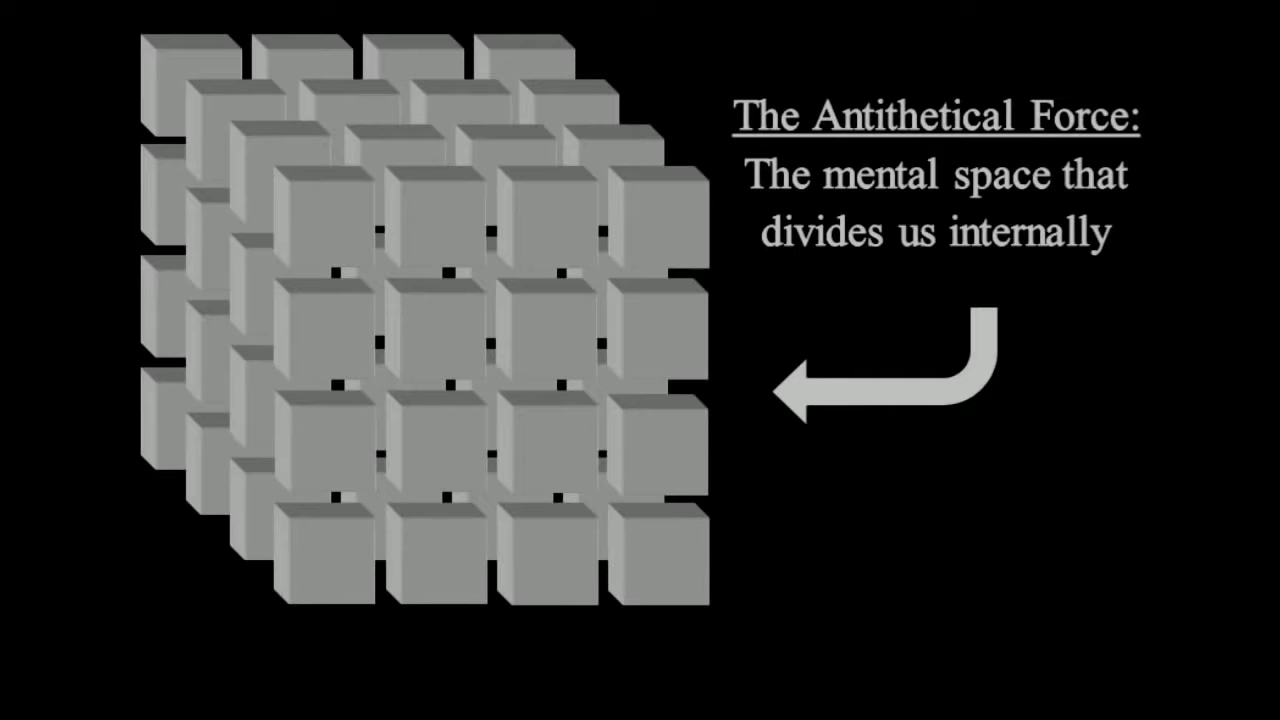 The Antithetical Force:
The mental space that
divides us internally